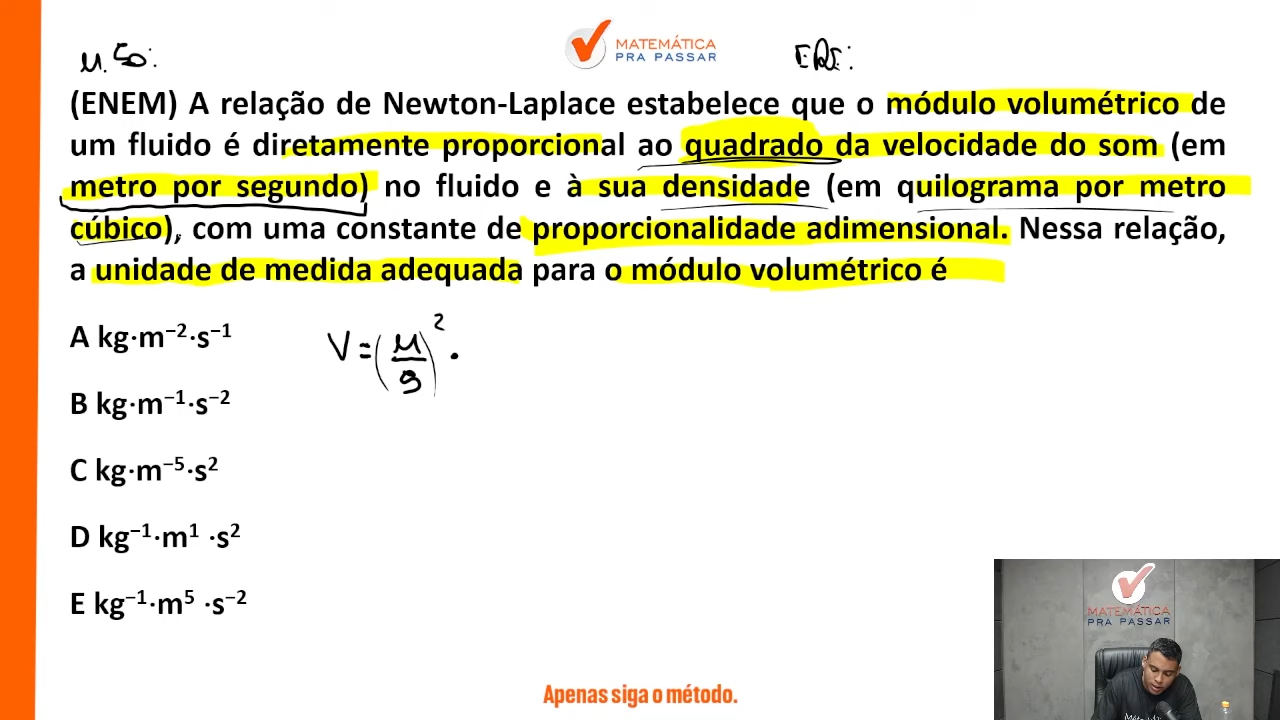 MATEMÁTICA
PRA PASSAR
(ENEM) A relação de Newton-Laplace estabelece que o módulo volumétrico de
um fluido é diretamente proporcional ao quadrado da velocidade do som (em
metro por segundo) no fluido e à sua densidade (em quilograma por metro
cúbico), com uma constante de proporcionalidade adimensional. Nessa relação,
a unidade de medida adequada para o módulo volumétrico é
A kg·m⁻²·s⁻¹
B kg·m⁻¹·s⁻²
C kg·m⁻⁵·s²
D kg⁻¹·m¹ ·s²
E kg⁻¹·m⁵ ·s⁻²
MATEMÁTICA
PRA PASSAR
Apenas siga o método.